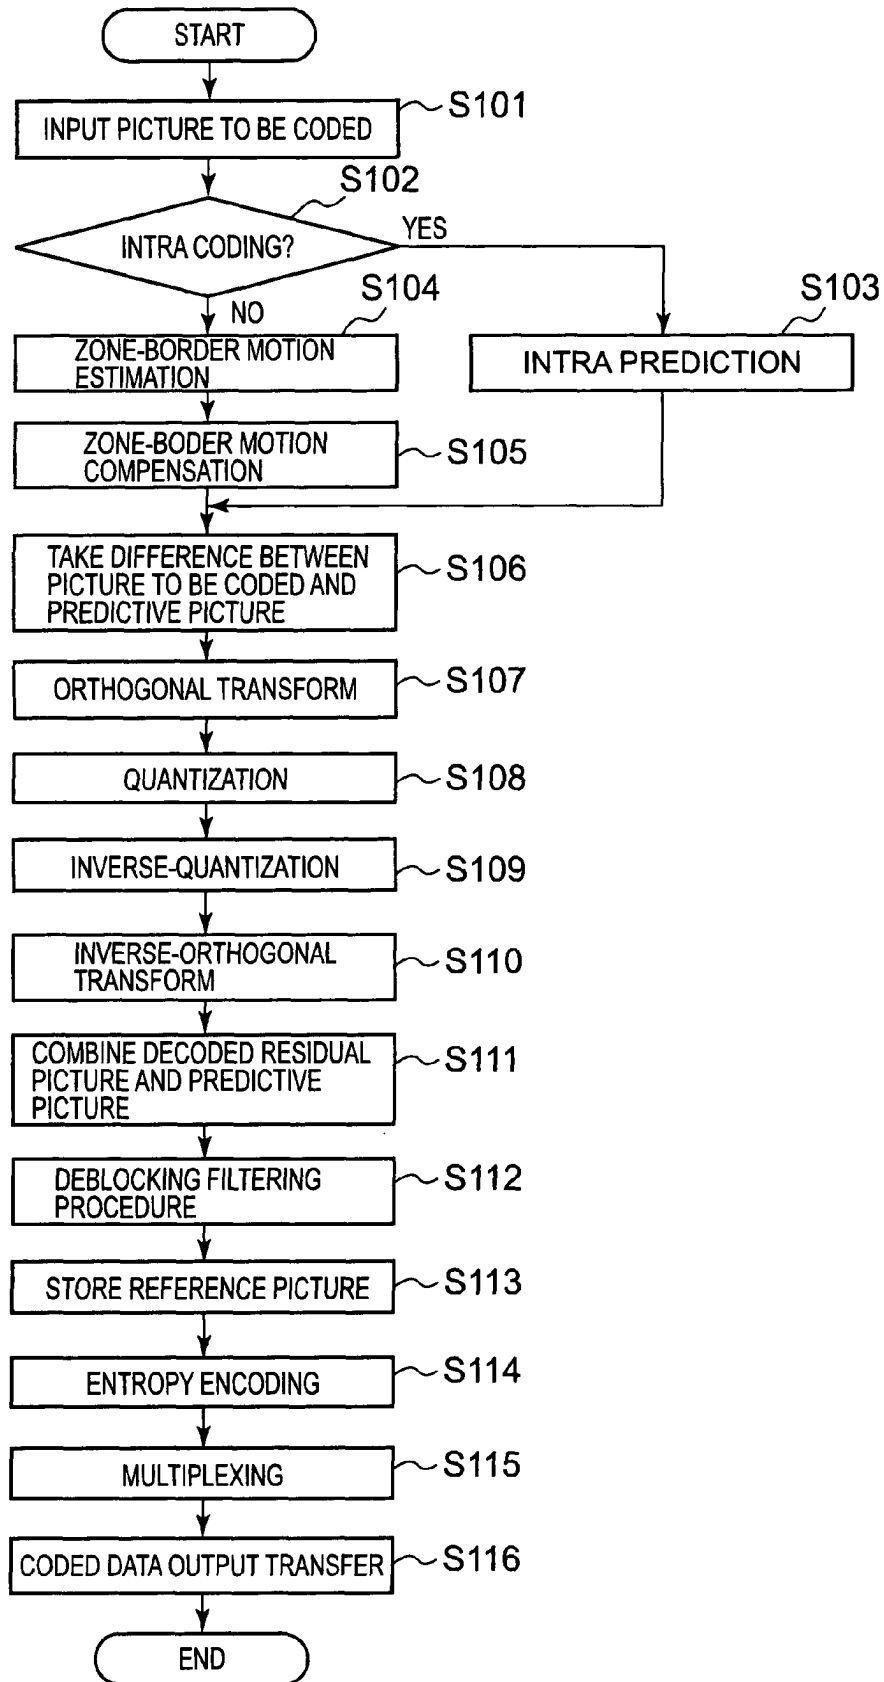 START
INPUT PICTURE TO BE CODED
S101
S102
INTRA CODING?
YES
NO
S104
S103
ZONE-BORDER MOTION
ESTIMATION
INTRA PREDICTION
ZONE-BODER MOTION
COMPENSATION
S105
TAKE DIFFERENCE BETWEEN
PICTURE TO BE CODED AND
PREDICTIVE PICTURE
S106
ORTHOGONAL TRANSFORM
S107
QUANTIZATION
S108
INVERSE-QUANTIZATION
S109
INVERSE-ORTHOGONAL
TRANSFORM
S110
COMBINE DECODED RESIDUAL
PICTURE AND PREDICTIVE
PICTURE
S111
DEBLOCKING FILTERING
PROCEDURE
S112
STORE REFERENCE PICTURE
S113
ENTROPY ENCODING
S114
MULTIPLEXING
S115
CODED DATA OUTPUT TRANSFER
S116
END